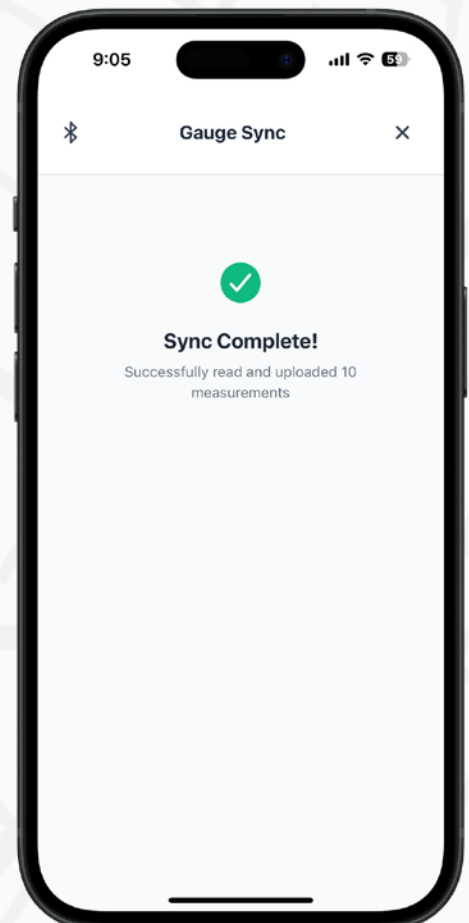 9:05
59
Gauge Sync
Sync Complete!
Successfully read and uploaded 10
measurements